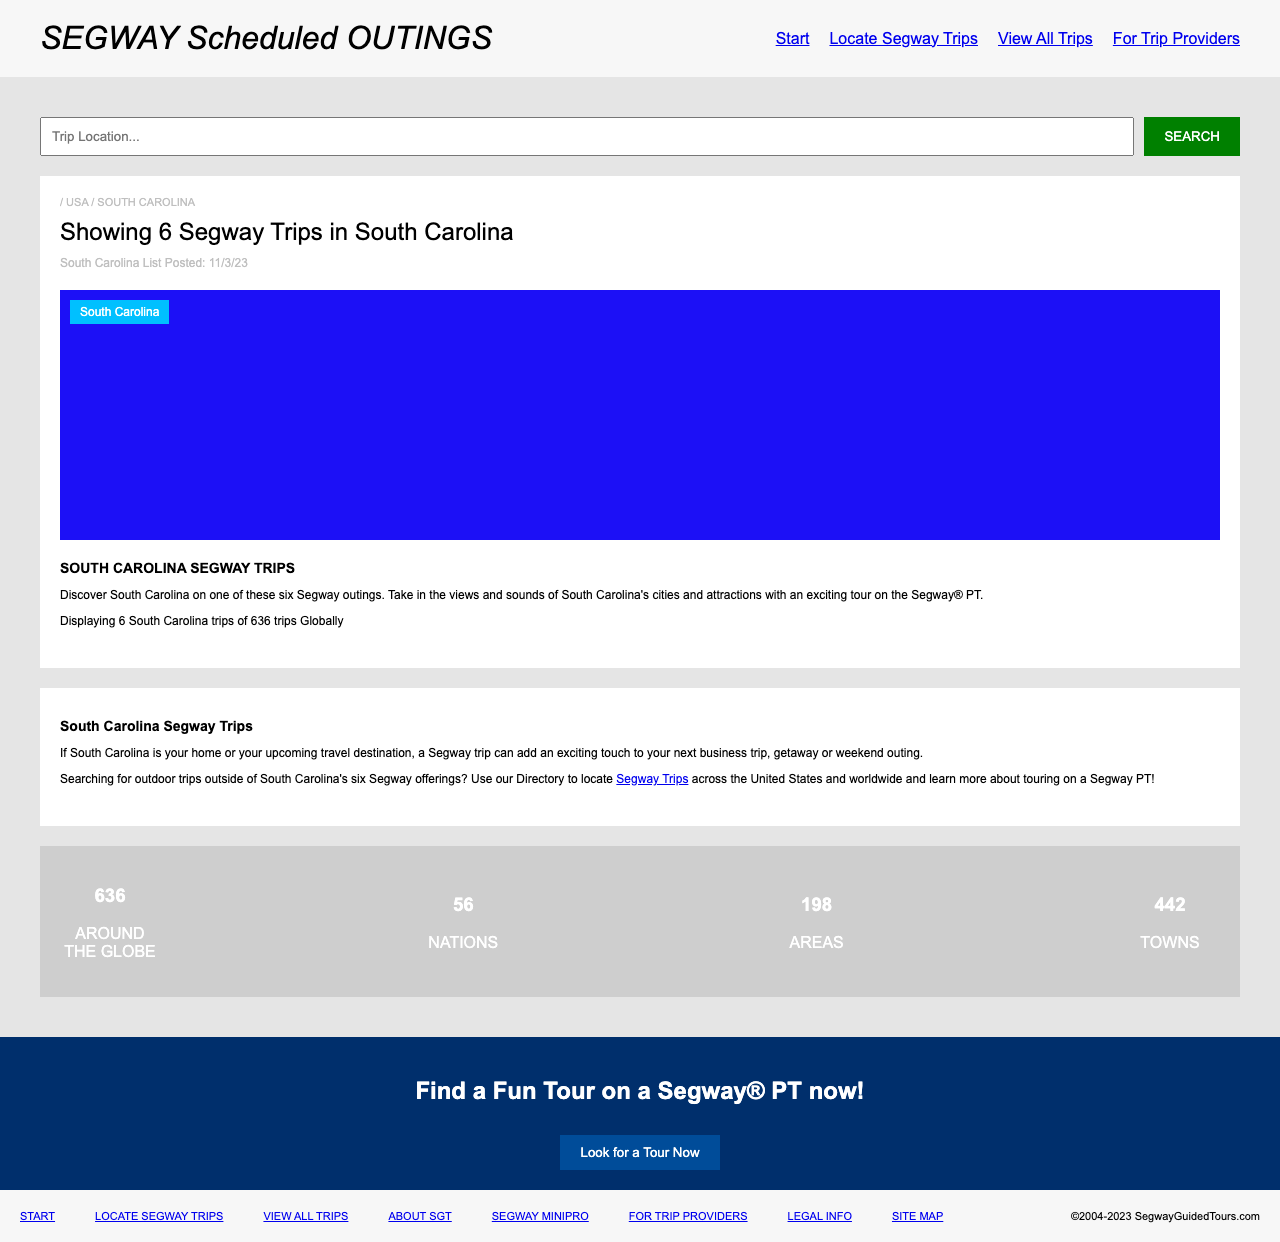 SEGWAY Scheduled OUTINGS
Start Locate Segway Trips View All Trips For Trip Providers
Trip Location... SEARCH
/ USA / SOUTH CAROLINA
Showing 6 Segway Trips in South Carolina
South Carolina List Posted: 11/3/23
South Carolina
SOUTH CAROLINA SEGWAY TRIPS
Discover South Carolina on one of these six Segway outings. Take in the views and sounds of South Carolina's cities and attractions with an exciting tour on the Segway® PT.
Displaying 6 South Carolina trips of 636 trips Globally
South Carolina Segway Trips
If South Carolina is your home or your upcoming travel destination, a Segway trip can add an exciting touch to your next business trip, getaway or weekend outing.
Searching for outdoor trips outside of South Carolina's six Segway offerings? Use our Directory to locate Segway Trips across the United States and worldwide and learn more about touring on a Segway PT!
636
AROUND
THE GLOBE
56
NATIONS
198
AREAS
442
TOWNS
Find a Fun Tour on a Segway® PT now!
Look for a Tour Now
START LOCATE SEGWAY TRIPS VIEW ALL TRIPS ABOUT SGT SEGWAY MINIPRO FOR TRIP PROVIDERS LEGAL INFO SITE MAP ©2004-2023 SegwayGuidedTours.com